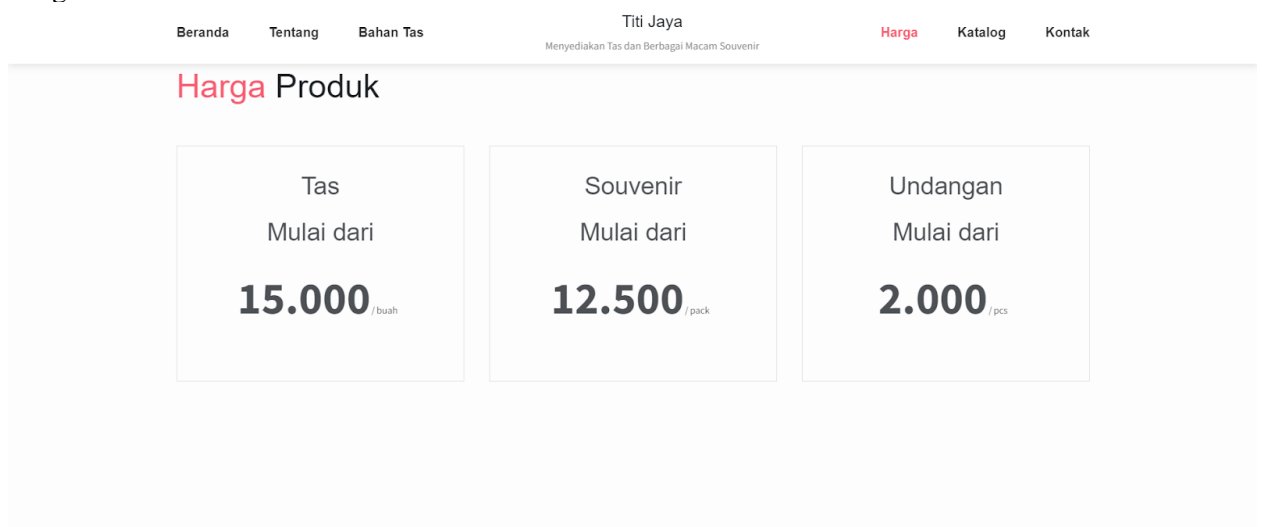 Beranda Tentang Bahan Tas Titi Jaya Harga Katalog Kontak
Menyediakan Tas dan Berbagai Macam Souvenir
Harga Produk
Tas
Mulai dari
15.000 / buah
Souvenir
Mulai dari
12.500 / pack
Undangan
Mulai dari
2.000 / pcs